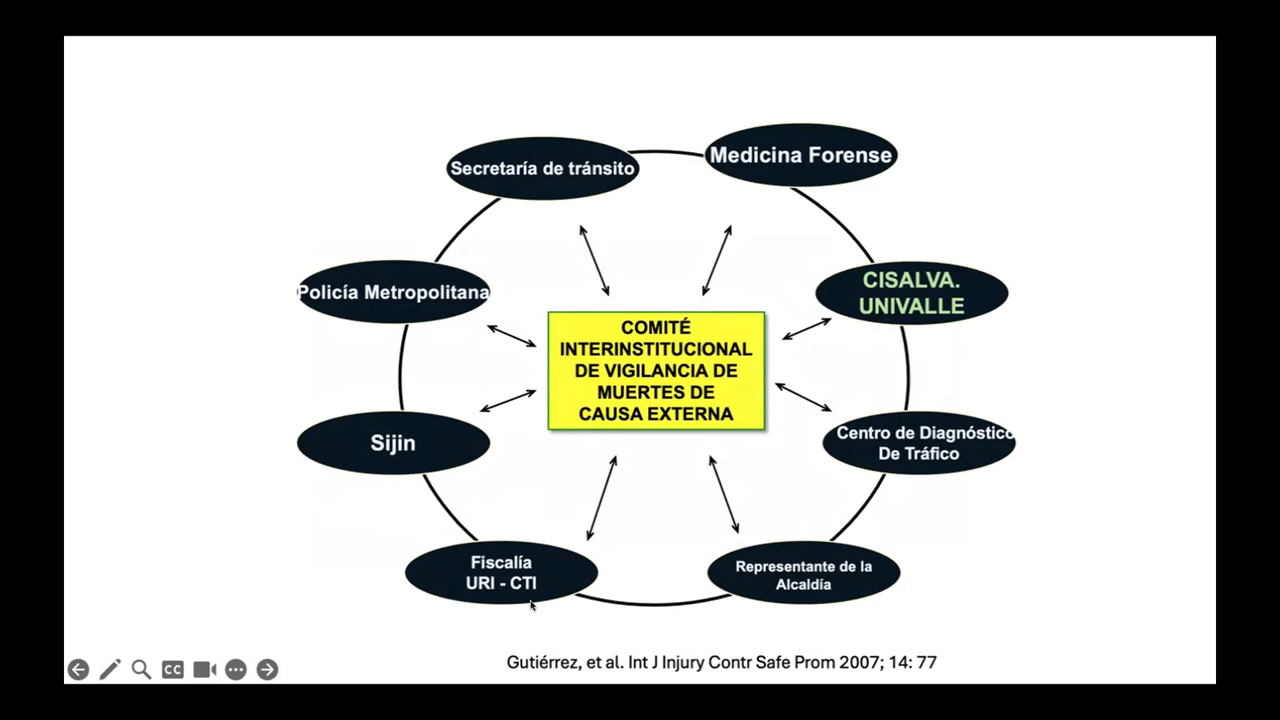 Secretaría de tránsito
Medicina Forense
Policía Metropolitana
CISALVA.
UNIVALLE
COMITÉ
INTERINSTITUCIONAL
DE VIGILANCIA DE
MUERTES DE
CAUSA EXTERNA
Sijin
Centro de Diagnóstico
De Tráfico
Fiscalía
URI - CTI
Representante de la
Alcaldía
Gutiérrez, et al. Int J Injury Contr Safe Prom 2007; 14: 77
CC